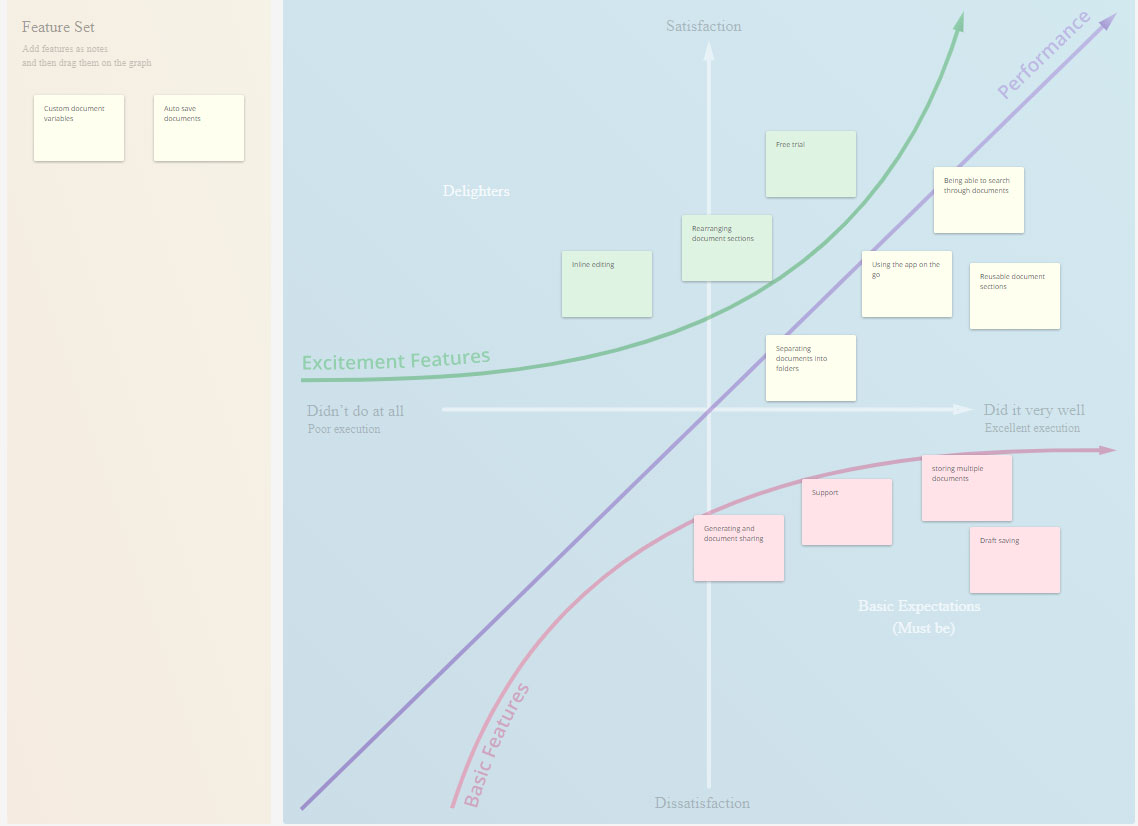 Feature Set
Add features as notes
and then drag them on the graph
Custom document
variables
Auto save
documents
Satisfaction
Performance
Free trial
Delighters
Being able to search
through documents
Rearranging
document sections
Inline editing
Using the app on the
go
Reusable document
sections
Separating
documents into
folders
Excitement Features
Didn't do at all
Poor execution
Did it very well
Excellent execution
storing multiple
documents
Support
Generating and
document sharing
Draft saving
Basic Expectations
(Must be)
Basic Features
Dissatisfaction